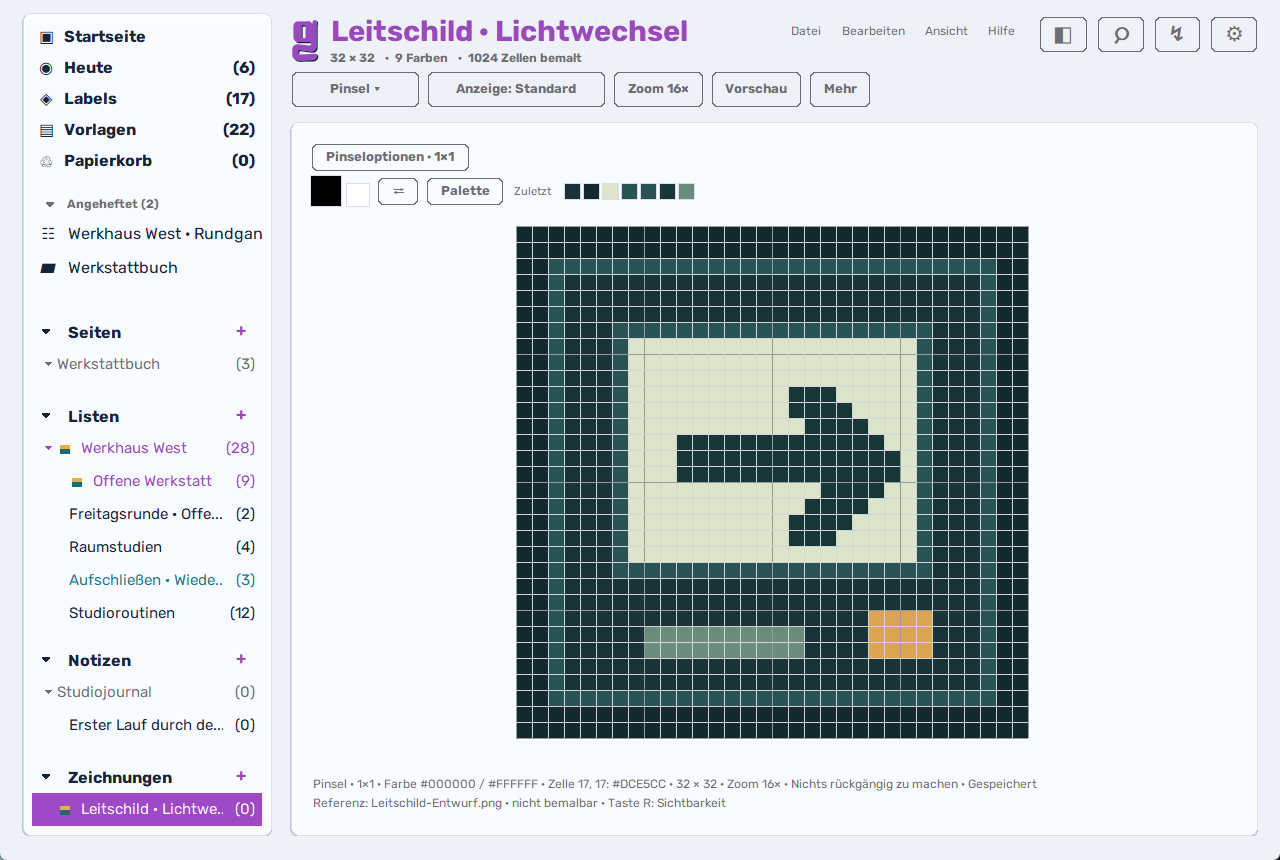 Startseite
Heute (6)
Labels (17)
Vorlagen (22)
Papierkorb (0)
Angeheftet (2)
Werkhaus West • Rundgan
Werkstattbuch
Seiten +
Werkstattbuch (3)
Listen +
Werkhaus West (28)
Offene Werkstatt (9)
Freitagsrunde • Offe... (2)
Raumstudien (4)
Aufschließen • Wiede.. (3)
Studioroutinen (12)
Notizen +
Studiojournal (0)
Erster Lauf durch de... (0)
Zeichnungen +
Leitschild • Lichtwe.. (0)
g Leitschild • Lichtwechsel
32 × 32 • 9 Farben • 1024 Zellen bemalt
Datei Bearbeiten Ansicht Hilfe
Pinsel ▾ Anzeige: Standard Zoom 16× Vorschau Mehr
Pinseloptionen • 1×1
⇄ Palette Zuletzt
Pinsel • 1×1 • Farbe #000000 / #FFFFFF • Zelle 17, 17: #DCE5CC • 32 × 32 • Zoom 16× • Nichts rückgängig zu machen • Gespeichert
Referenz: Leitschild-Entwurf.png • nicht bemalbar • Taste R: Sichtbarkeit